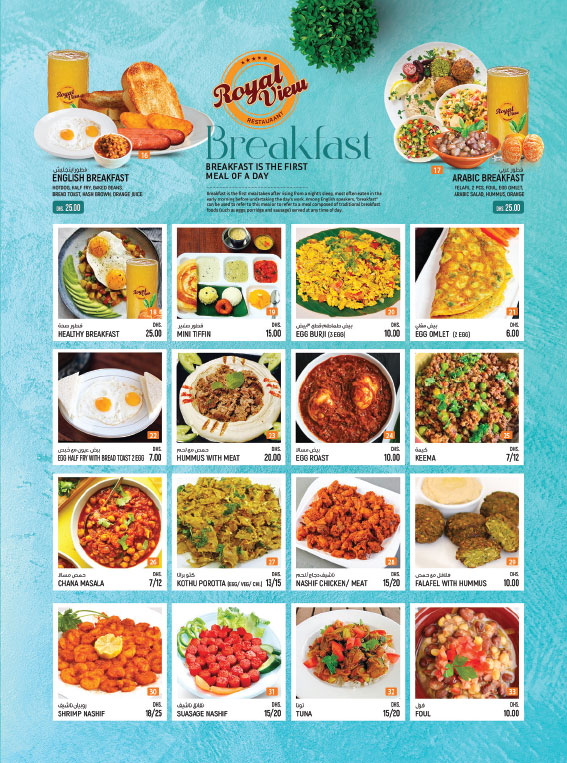 Royal View
RESTAURANT
Breakfast
BREAKFAST IS THE FIRST
MEAL OF A DAY
Breakfast is the first meal taken after rising from a night's sleep, most often eaten in the
early morning before undertaking the day's work. Among English speakers, "breakfast"
can be used to refer to this meal or to refer to a meal composed of traditional breakfast
foods (such as eggs, porridge and sausage) served at any time of day.
Royal View
16
فطور انجليش
ENGLISH BREAKFAST
HOTDOG, HALF FRY, BAKED BEANS,
BREAD TOAST, HASH BROWN, ORANGE JUICE
DHS. 25.00
Royal View
17
فطور عربي
ARABIC BREAKFAST
FELAFL 2 PCS, FOUL, EGG OMLET,
ARABIC SALAD, HUMMUS, ORANGE
DHS. 25.00
18
فطور صحة DHS.
HEALTHY BREAKFAST 25.00
19
DHS.
MINI TIFFIN 15.00
20
DHS.
EGG BURJI (3 EGG) 10.00
21
بيض مقلي DHS.
EGG OMLET (2 EGG) 6.00
22
بيض عيون مع خبص DHS.
EGG HALF FRY WITH BREAD TOAST 2 EGG 7.00
23
حمص مع لحم DHS.
HUMMUS WITH MEAT 20.00
24
بيض مسالا DHS.
EGG ROAST 10.00
25
كيمة DHS.
KEEMA 7/12
26
حمص مسالا DHS.
CHANA MASALA 7/12
27
كتو براتا DHS.
KOTHU POROTTA (EGG/ VEG/ CHI.) 13/15
28
ناشيف دجاج/لحم DHS.
NASHIF CHICKEN/ MEAT 15/20
29
فلافل مع حمص DHS.
FALAFEL WITH HUMMUS 10.00
30
روبيان ناشيف DHS.
SHRIMP NASHIF 18/25
31
نقانق ناشيف DHS.
SUASAGE NASHIF 15/20
32
تونا DHS.
TUNA 15/20
33
فول DHS.
FOUL 10.00